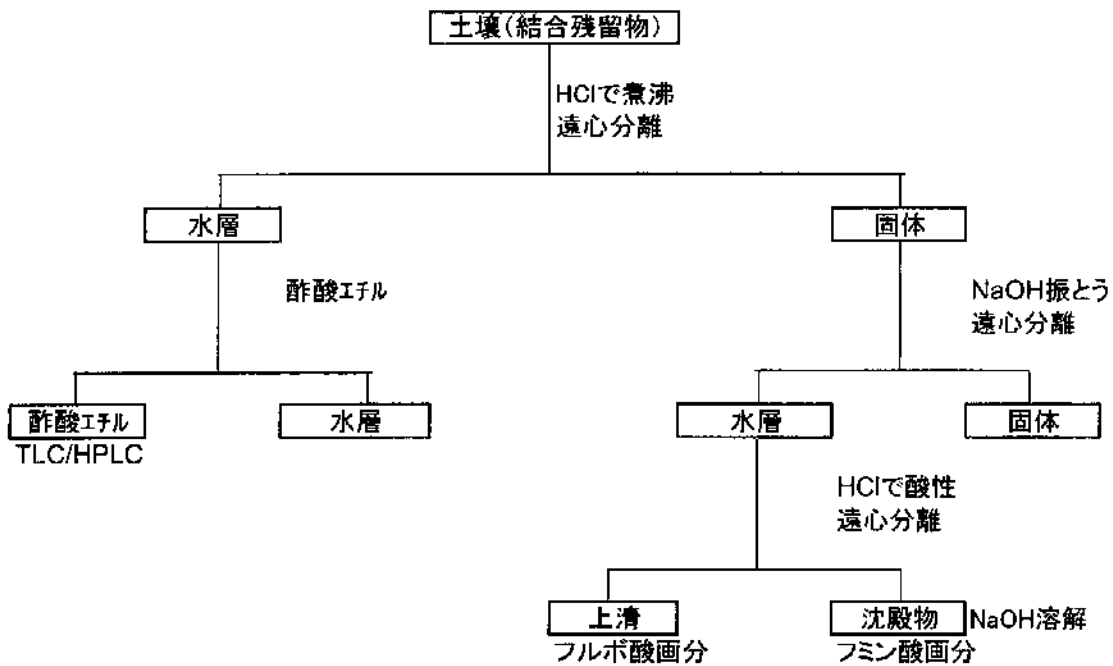 土壌(結合残留物)
HClで煮沸
遠心分離
水層
固体
酢酸エチル
NaOH振とう
遠心分離
酢酸エチル
水層
水層
固体
TLC/HPLC
HClで酸性
遠心分離
上清
沈殿物
NaOH溶解
フルボ酸画分
フミン酸画分